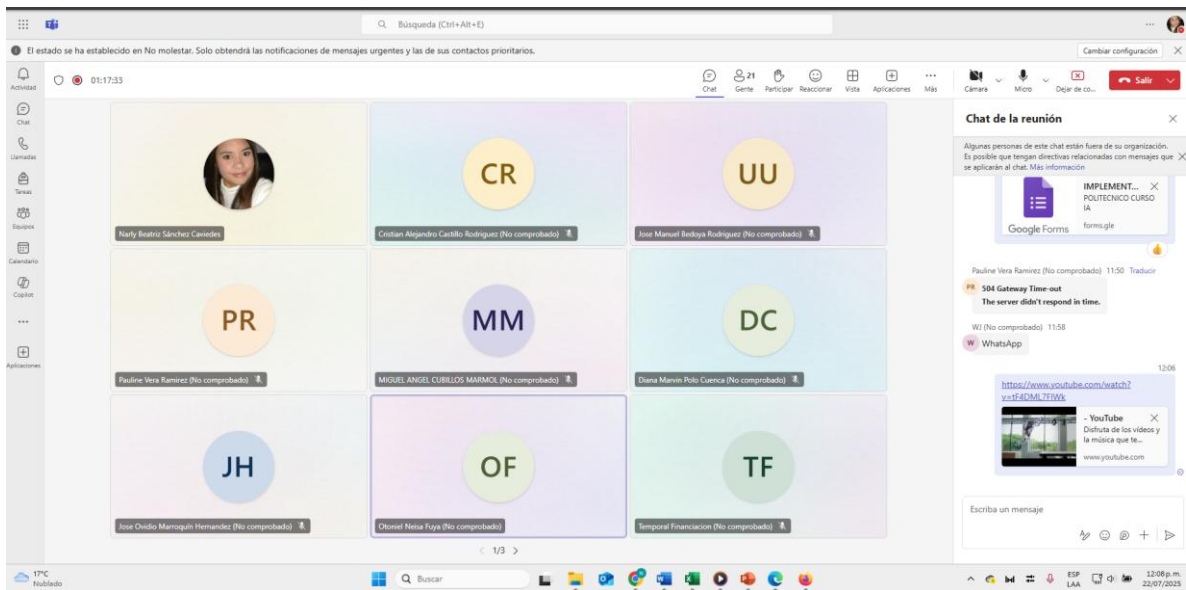 Búsqueda (Ctrl+Alt+E)
El estado se ha establecido en No molestar. Solo obtendrá las notificaciones de mensajes urgentes y las de sus contactos prioritarios.
Cambiar configuración
Actividad
Chat
Llamadas
Tareas
Equipos
Calendario
Copilot
Aplicaciones
01:17:33
Chat
21
Gente
Participar
Reaccionar
Vista
Aplicaciones
Más
Cámara
Micro
Dejar de co...
Salir
Narly Beatriz Sánchez Caviedes
CR
Cristian Alejandro Castillo Rodriguez (No comprobado)
UU
Jose Manuel Bedoya Rodriguez (No comprobado)
PR
Pauline Vera Ramirez (No comprobado)
MM
MIGUEL ANGEL CUBILLOS MARMOL (No comprobado)
DC
Diana Marvin Polo Cuenca (No comprobado)
JH
Jose Ovidio Marroquín Hernandez (No comprobado)
OF
Otoniel Neisa Fuya (No comprobado)
TF
Temporal Financiacion (No comprobado)
1/3
Chat de la reunión
Algunas personas de este chat están fuera de su organización.
Es posible que tengan directivas relacionadas con mensajes que
se aplicarán al chat. Más información
IMPLEMENT...
POLITECNICO CURSO
IA
Google Forms
forms.gle
Pauline Vera Ramirez (No comprobado) 11:50 Traducir
PR
504 Gateway Time-out
The server didn't respond in time.
WJ (No comprobado) 11:58
W
WhatsApp
12:06
https://www.youtube.com/watch?
v=tF4DML7FIWk
- YouTube
Disfruta de los vídeos y
la música que te...
www.youtube.com
Escriba un mensaje
17°C
Nublado
Buscar
ESP
LAA
12:08 p. m.
22/07/2025